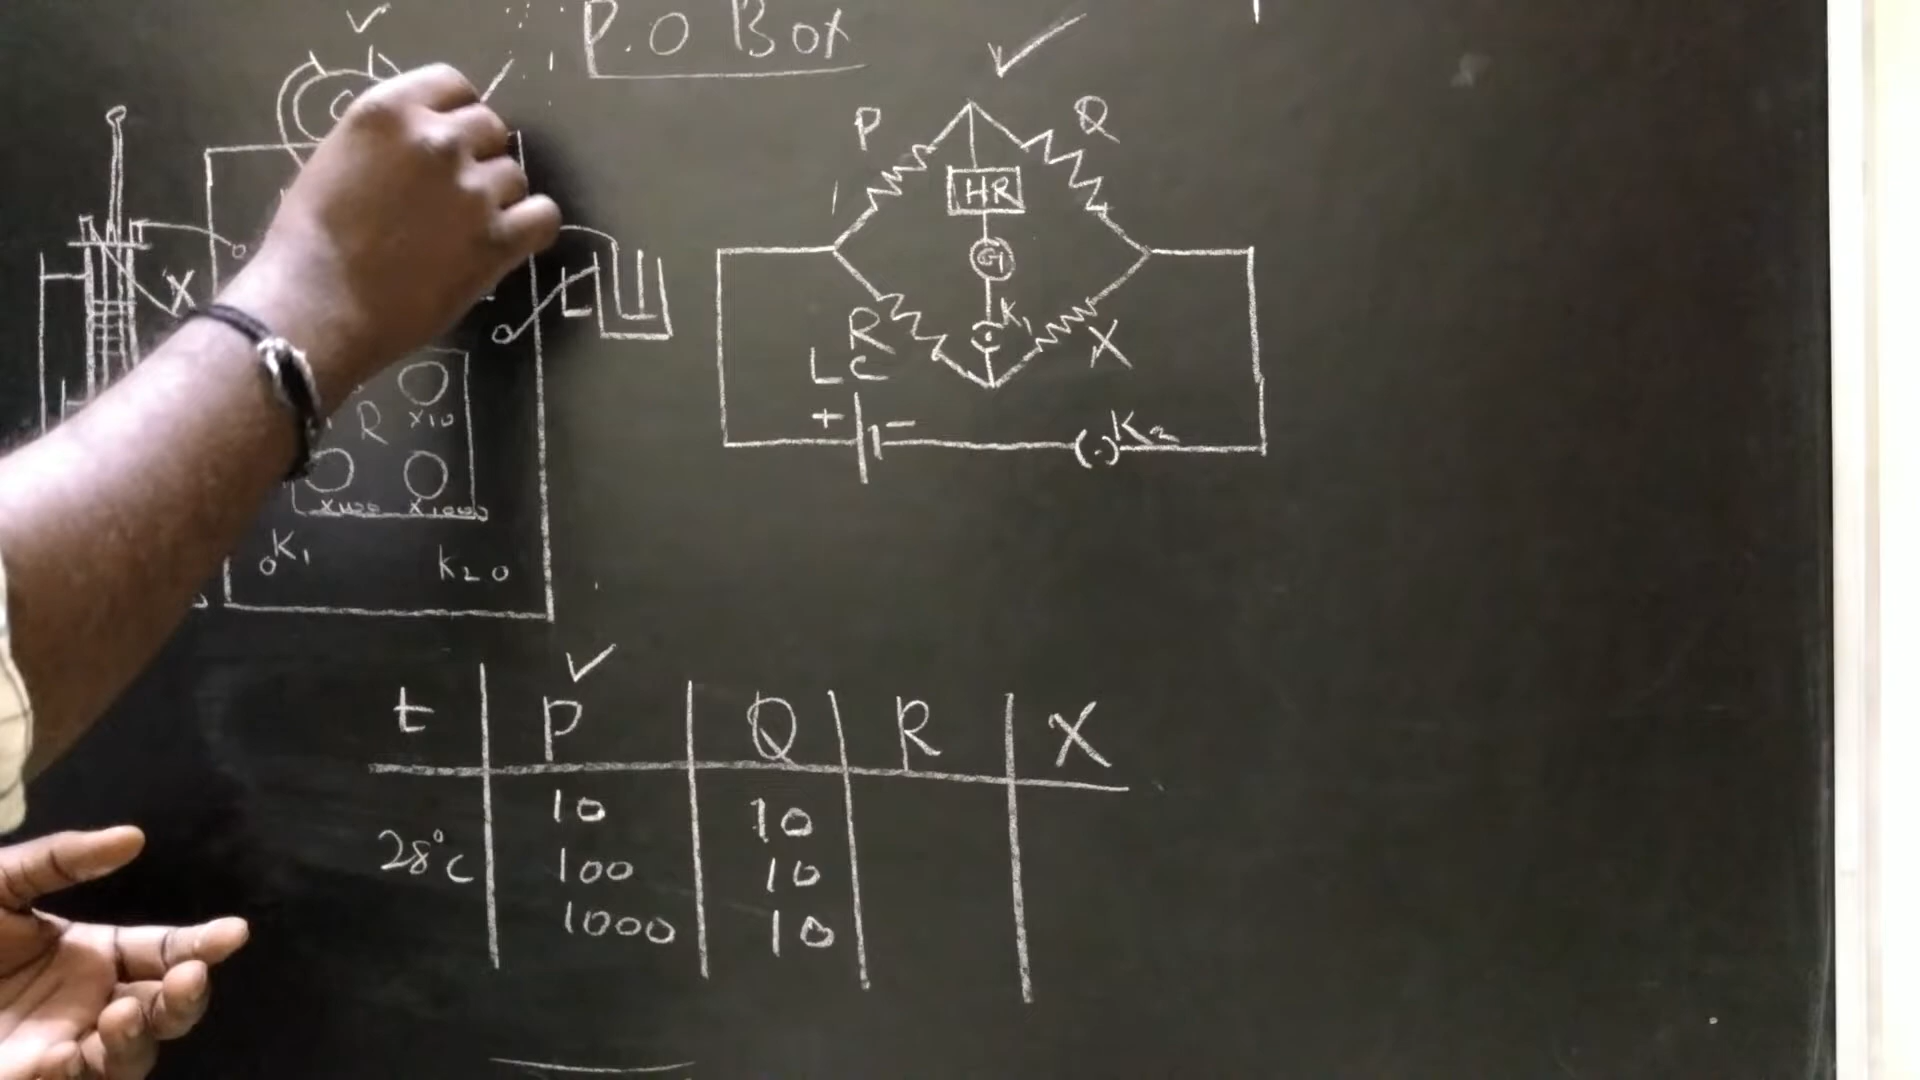 P.O Box
P Q
HR
G
K₁
R X
LC
+ -
K₂
X
L
R x10
x100 x1000
K₁ K₂
t P Q R X
10 10
28°C 100 10
1000 10